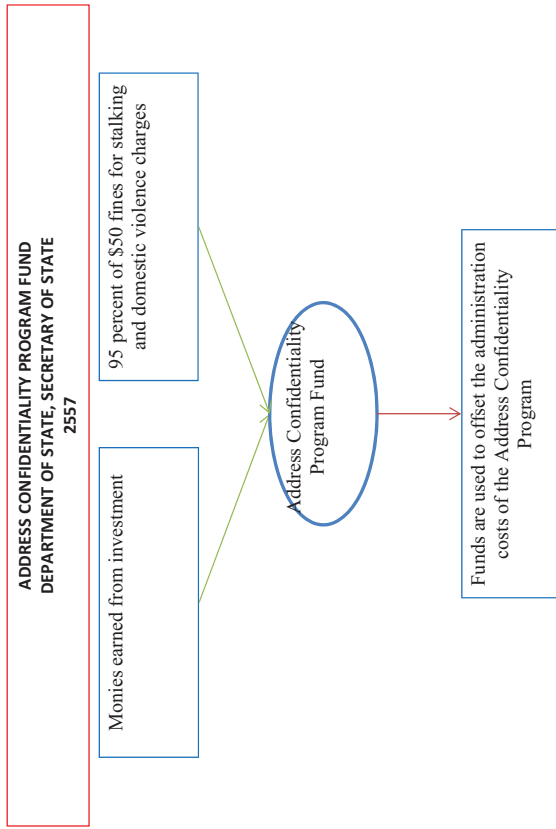 ADDRESS CONFIDENTIALITY PROGRAM FUND
DEPARTMENT OF STATE, SECRETARY OF STATE
2557
Monies earned from investment
95 percent of $50 fines for stalking
and domestic violence charges
Address Confidentiality
Program Fund
Funds are used to offset the administration
costs of the Address Confidentiality
Program